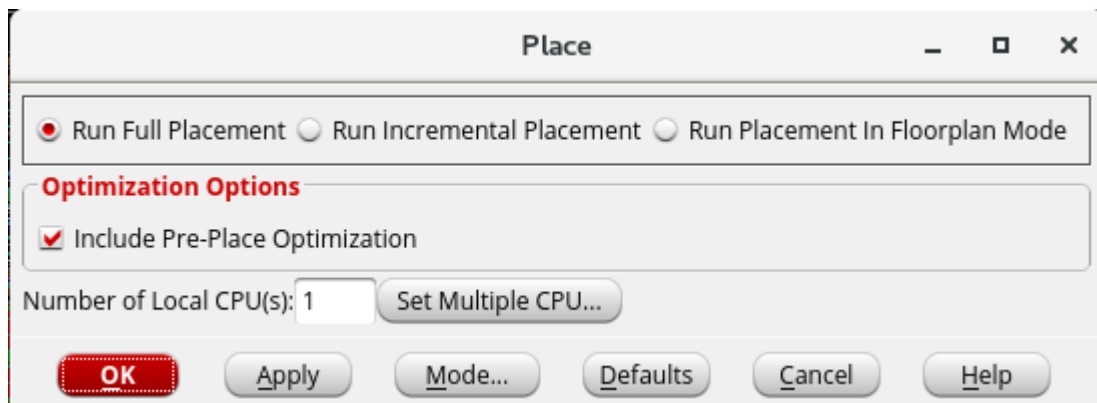 Place
Run Full Placement Run Incremental Placement Run Placement In Floorplan Mode
Optimization Options
Include Pre-Place Optimization
Number of Local CPU(s): 1 Set Multiple CPU...
OK Apply Mode... Defaults Cancel Help